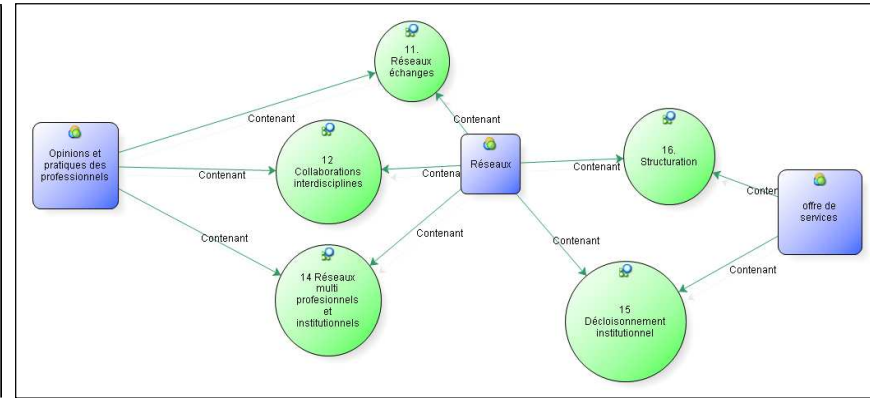 11.
Réseaux
échanges
Contenant
Contenant
Opinions et
pratiques des
professionnels
Contenant
12
Collaborations
interdisciplines
Contena
Réseaux
Contenant
16.
Structuration
Conter
offre de
services
Contenant
Contenant
Contenant
Contenant
14 Réseaux
multi
profesionnels
et
institutionnels
15
Décloisonnement
institutionnel